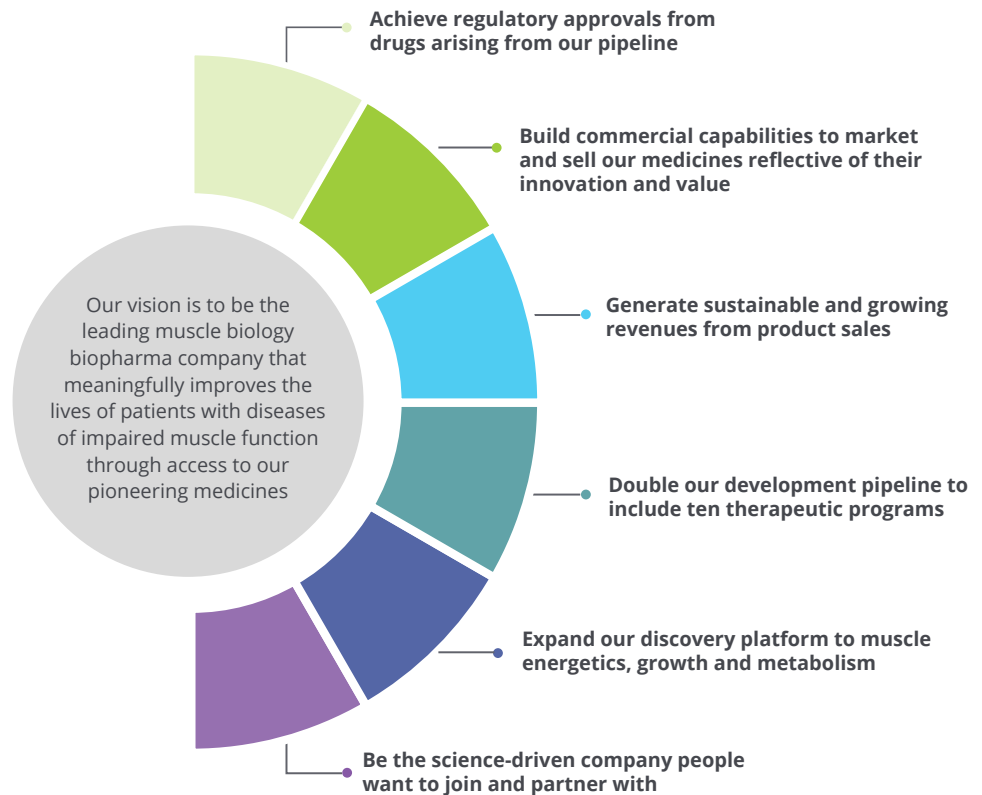 Achieve regulatory approvals from
drugs arising from our pipeline
Build commercial capabilities to market
and sell our medicines reflective of their
innovation and value
Generate sustainable and growing
revenues from product sales
Our vision is to be the
leading muscle biology
biopharma company that
meaningfully improves the
lives of patients with diseases
of impaired muscle function
through access to our
pioneering medicines
Double our development pipeline to
include ten therapeutic programs
Expand our discovery platform to muscle
energetics, growth and metabolism
Be the science-driven company people
want to join and partner with